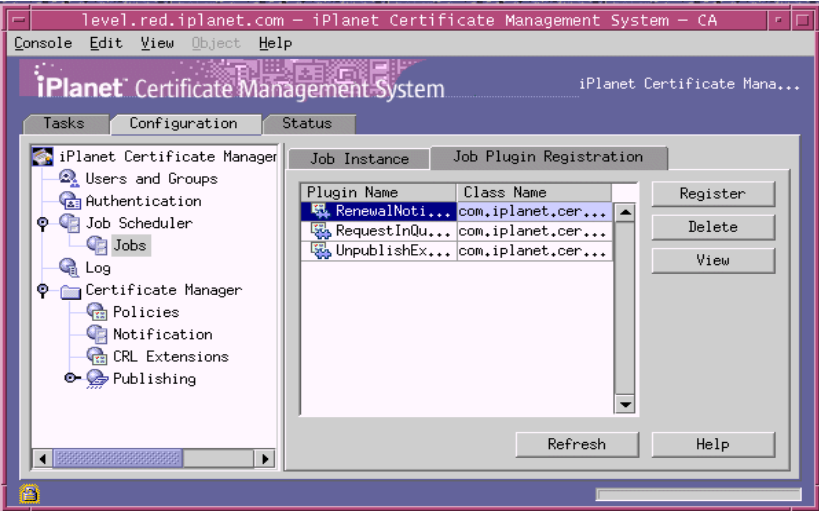 level.red.iplanet.com — iPlanet Certificate Management System — CA
Console Edit View Object Help
iPlanet Certificate Management System
iPlanet Certificate Mana...
Tasks Configuration Status
iPlanet Certificate Manager
Users and Groups
Authentication
Job Scheduler
Jobs
Log
Certificate Manager
Policies
Notification
CRL Extensions
Publishing
Job Instance Job Plugin Registration
Plugin Name Class Name
RenewalNoti... com.iplanet.cer...
RequestInQu... com.iplanet.cer...
UnpublishEx... com.iplanet.cer...
Register
Delete
View
Refresh Help